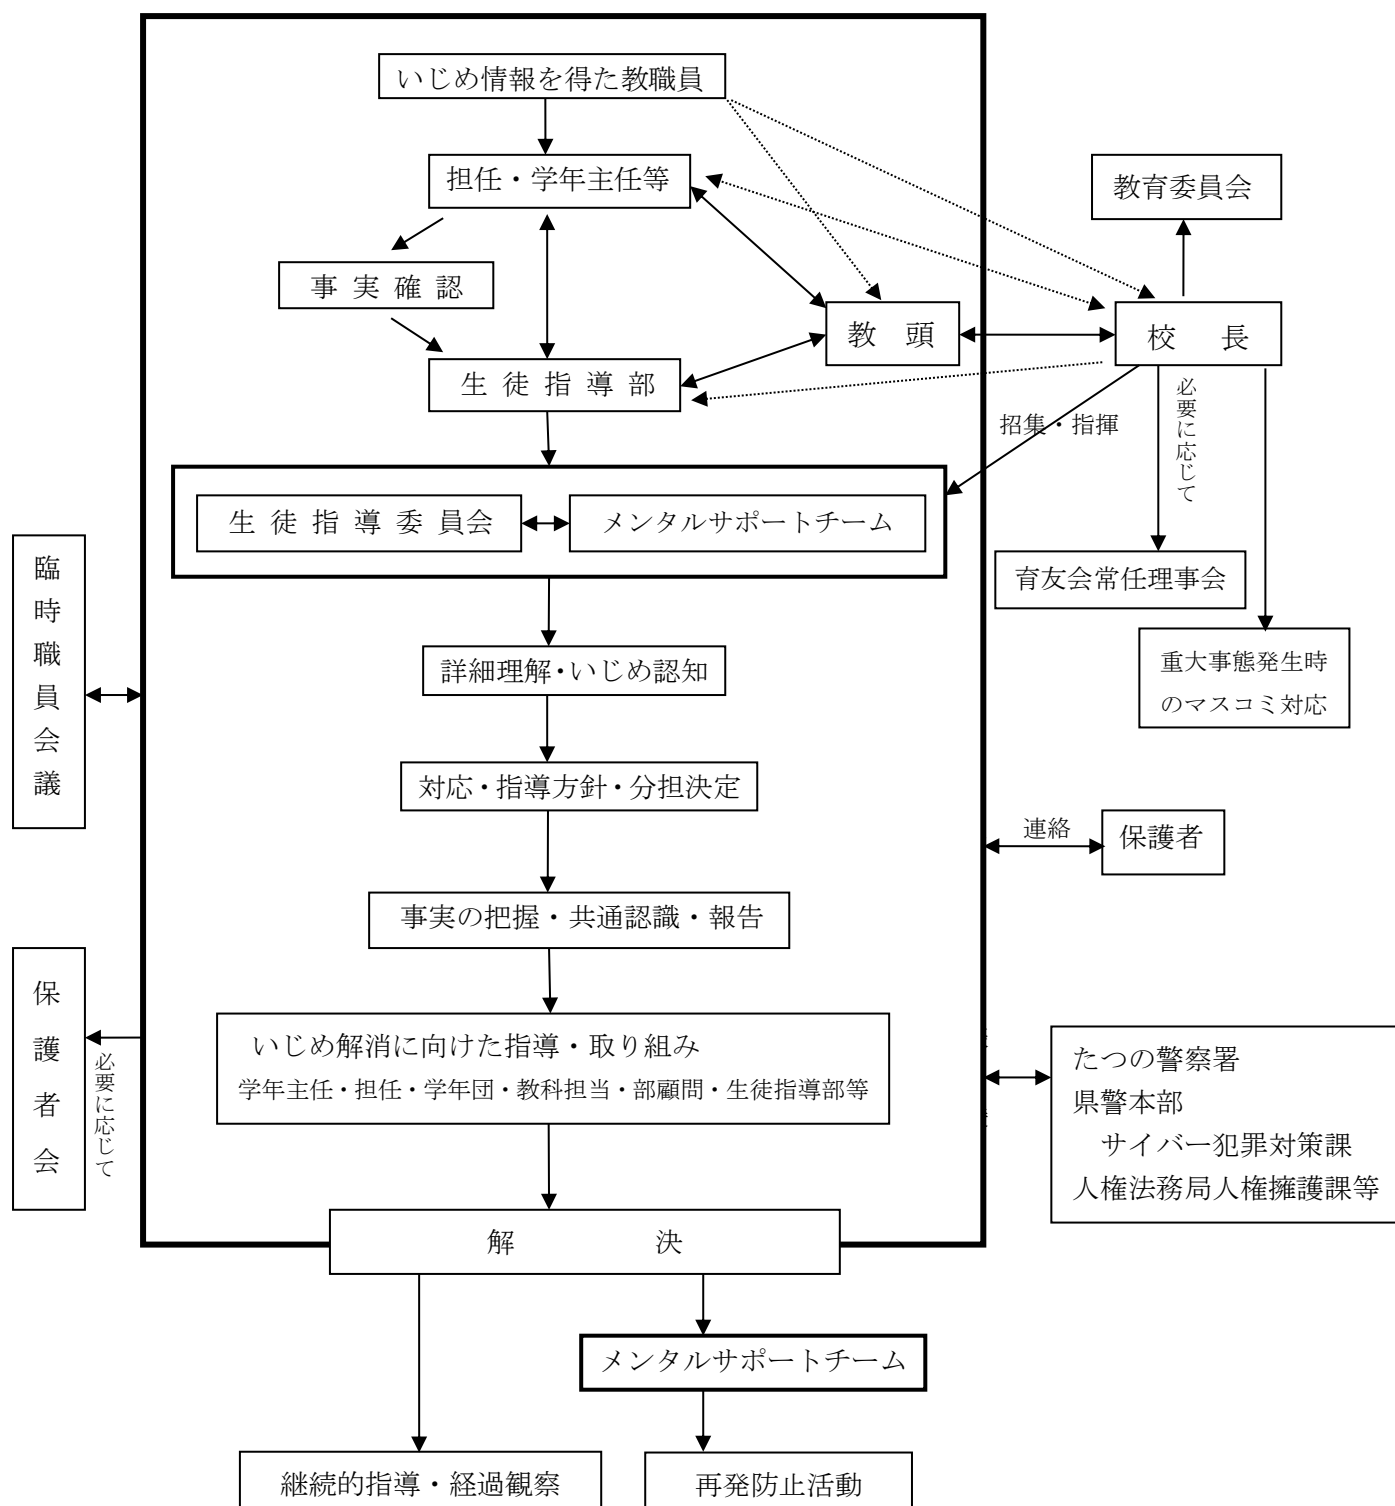 いじめ情報を得た教職員
担任・学年主任等
教育委員会
事実確認
教頭
校長
生徒指導部
必要に応じて
招集・指揮
生徒指導委員会
メンタルサポートチーム
臨時職員会議
育友会常任理事会
詳細理解・いじめ認知
重大事態発生時
のマスコミ対応
対応・指導方針・分担決定
連絡
保護者
事実の把握・共通認識・報告
保護者会
必要に応じて
いじめ解消に向けた指導・取り組み
学年主任・担任・学年団・教科担当・部顧問・生徒指導部等
たつの警察署
県警本部
サイバー犯罪対策課
人権法務局人権擁護課等
解決
メンタルサポートチーム
継続的指導・経過観察
再発防止活動